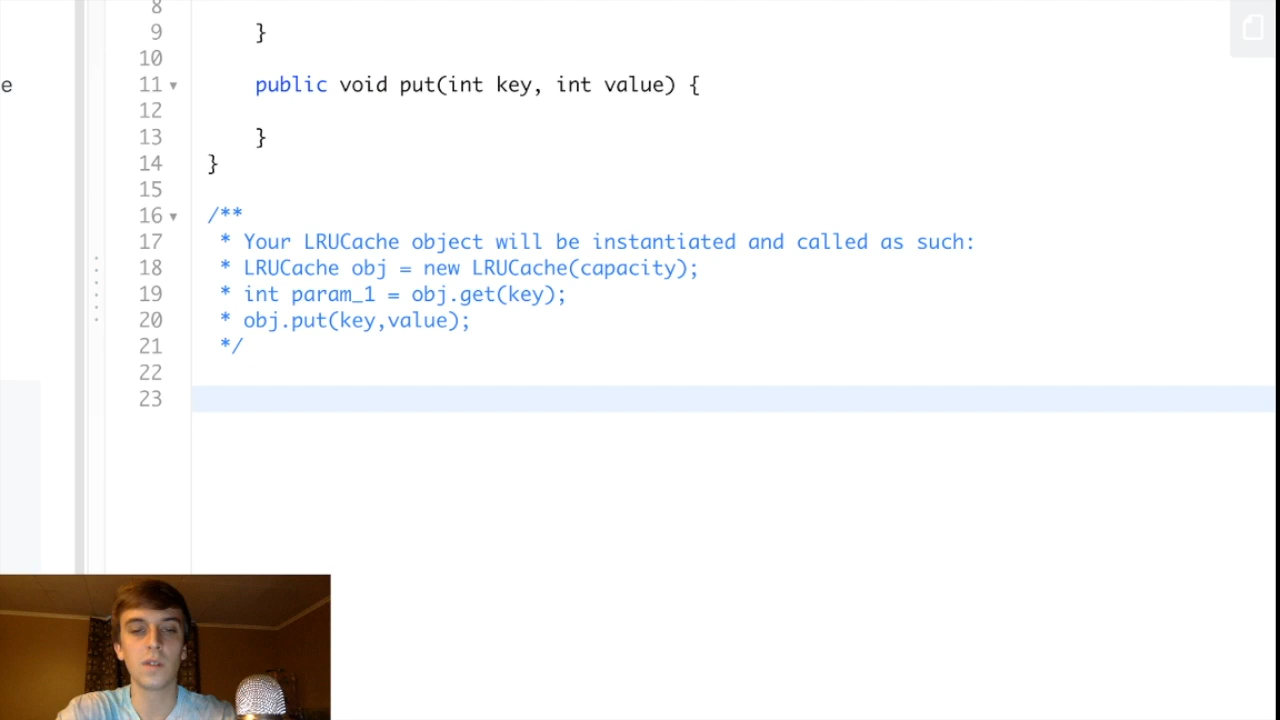 8
9 }
10
e
11 public void put(int key, int value) {
12
13 }
14 }
15
16 /**
17 * Your LRUCache object will be instantiated and called as such:
18 * LRUCache obj = new LRUCache(capacity);
19 * int param_1 = obj.get(key);
20 * obj.put(key,value);
21 */
22
23